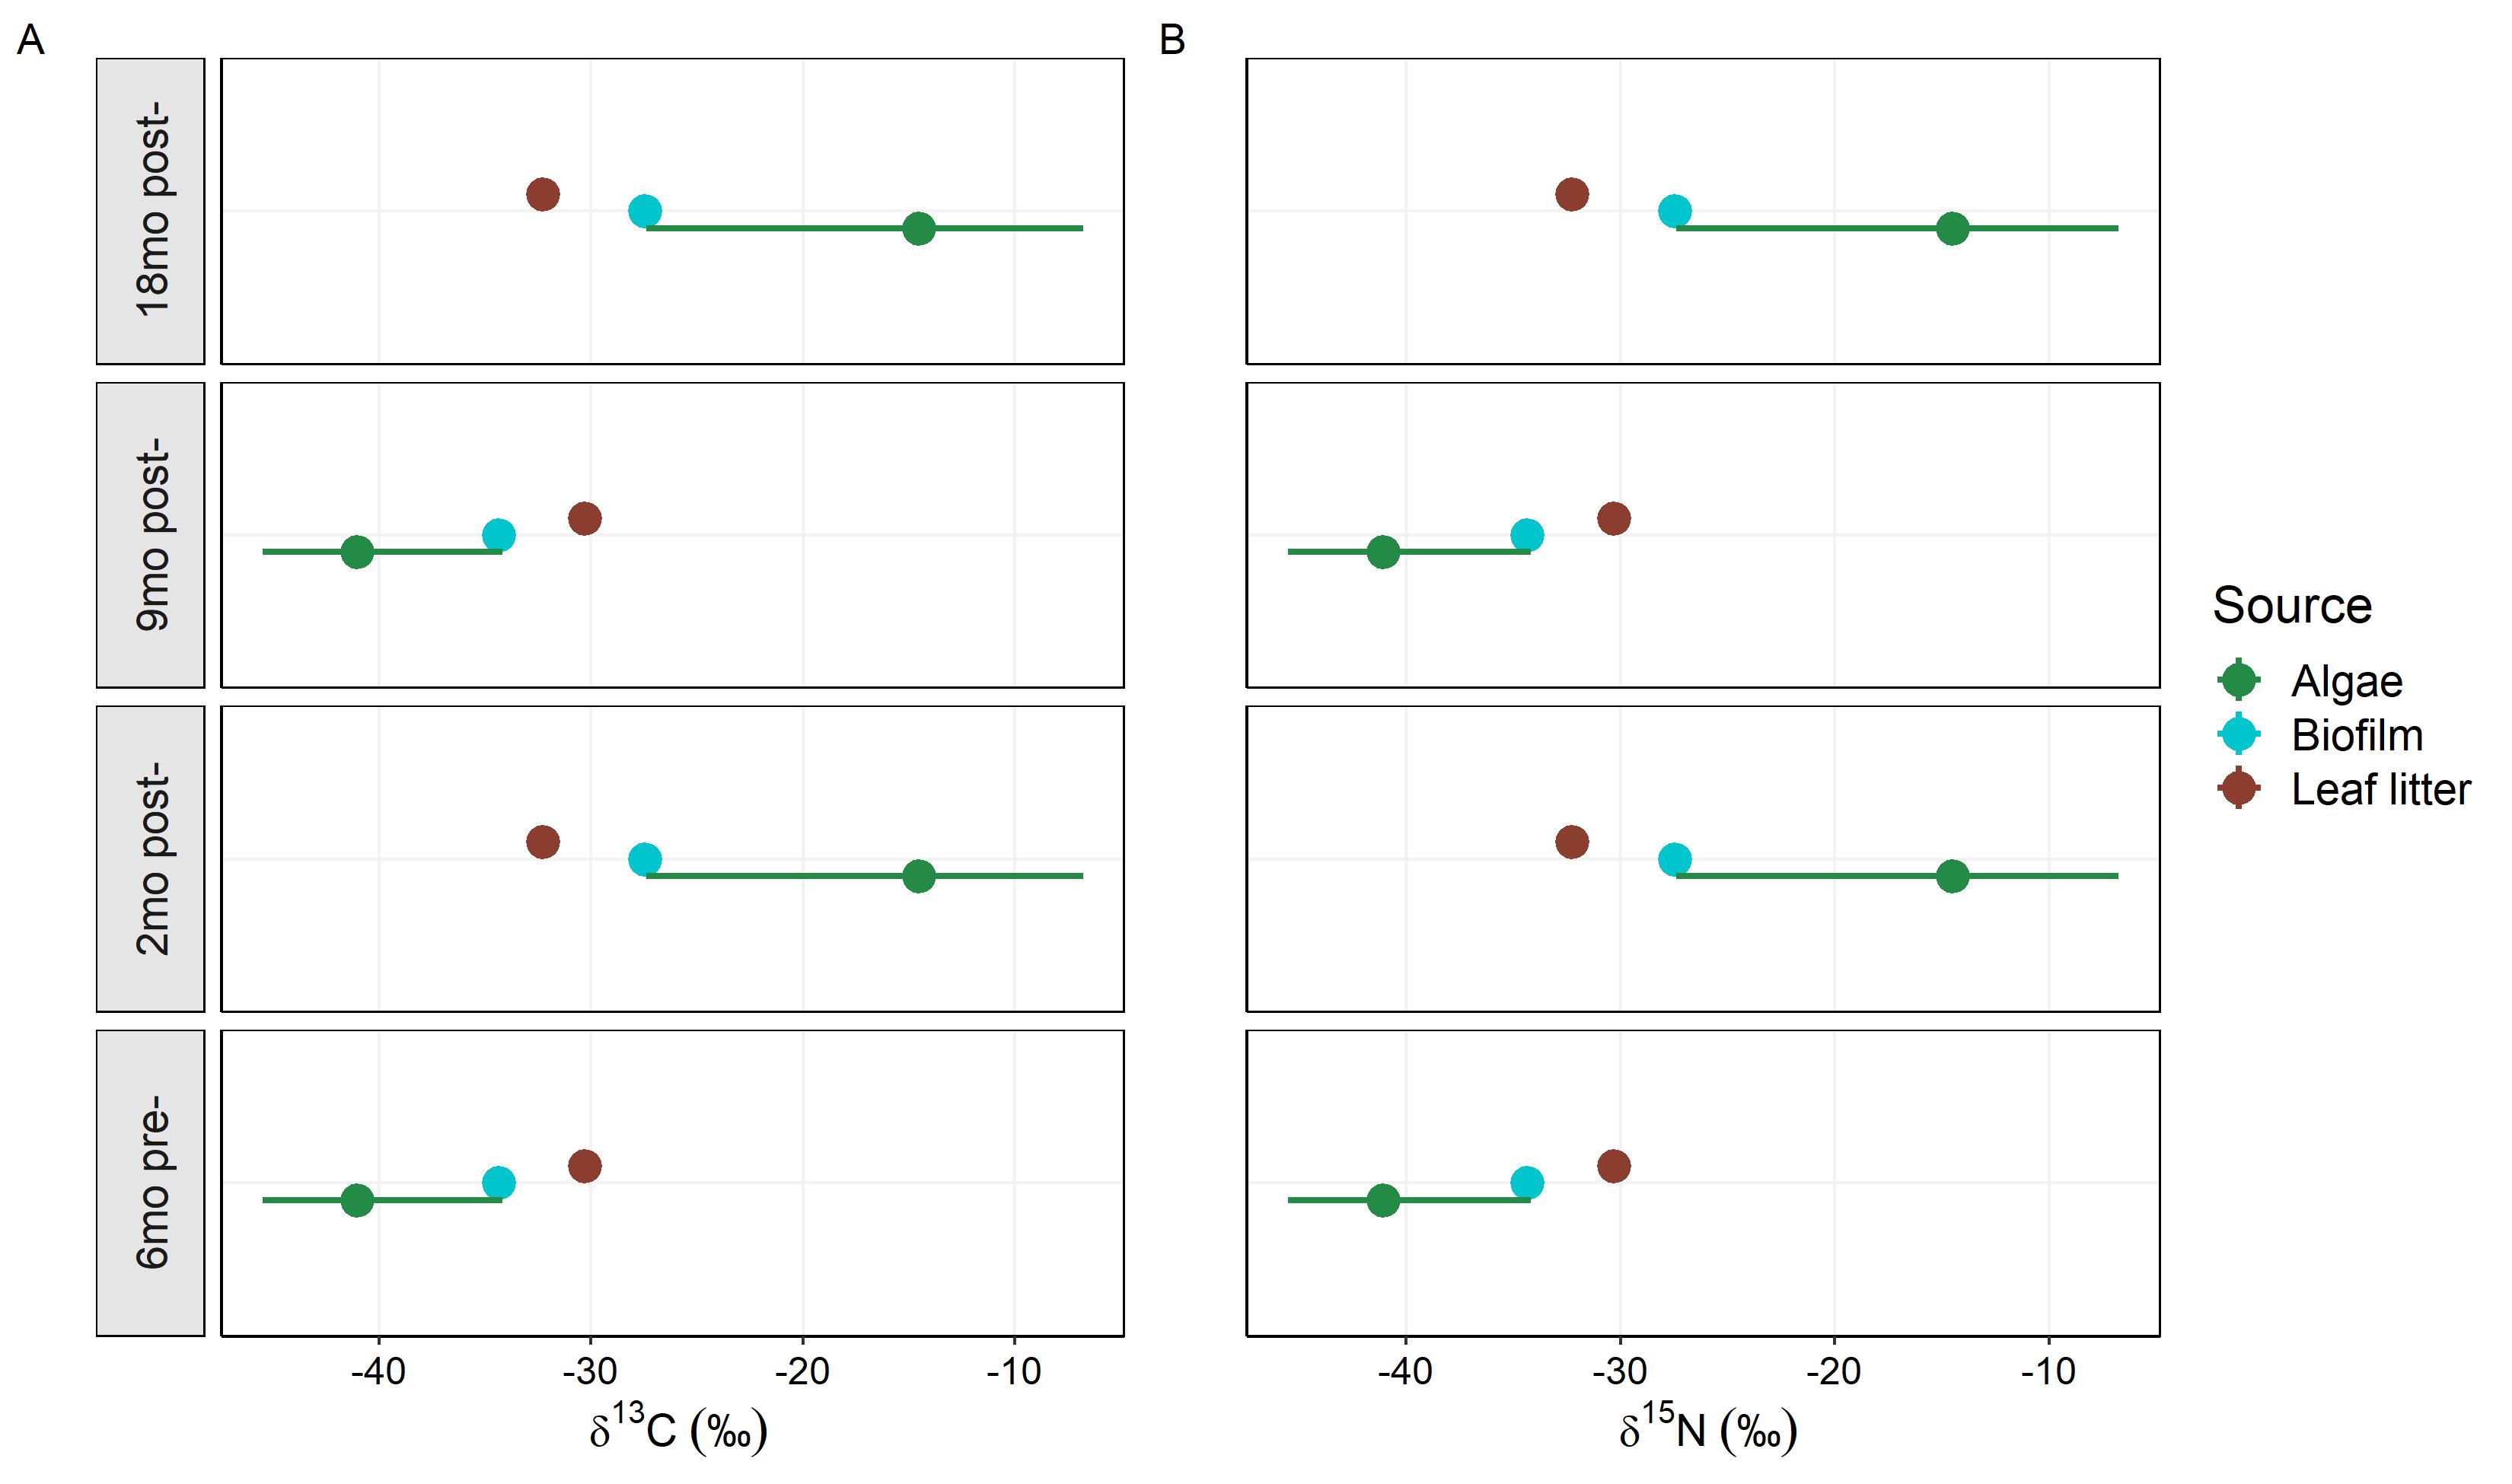 A
B
18mo post-
9mo post-
2mo post-
6mo pre-
-40 -30 -20 -10
δ13C (‰)
-40 -30 -20 -10
δ15N (‰)
Source
Algae
Biofilm
Leaf litter